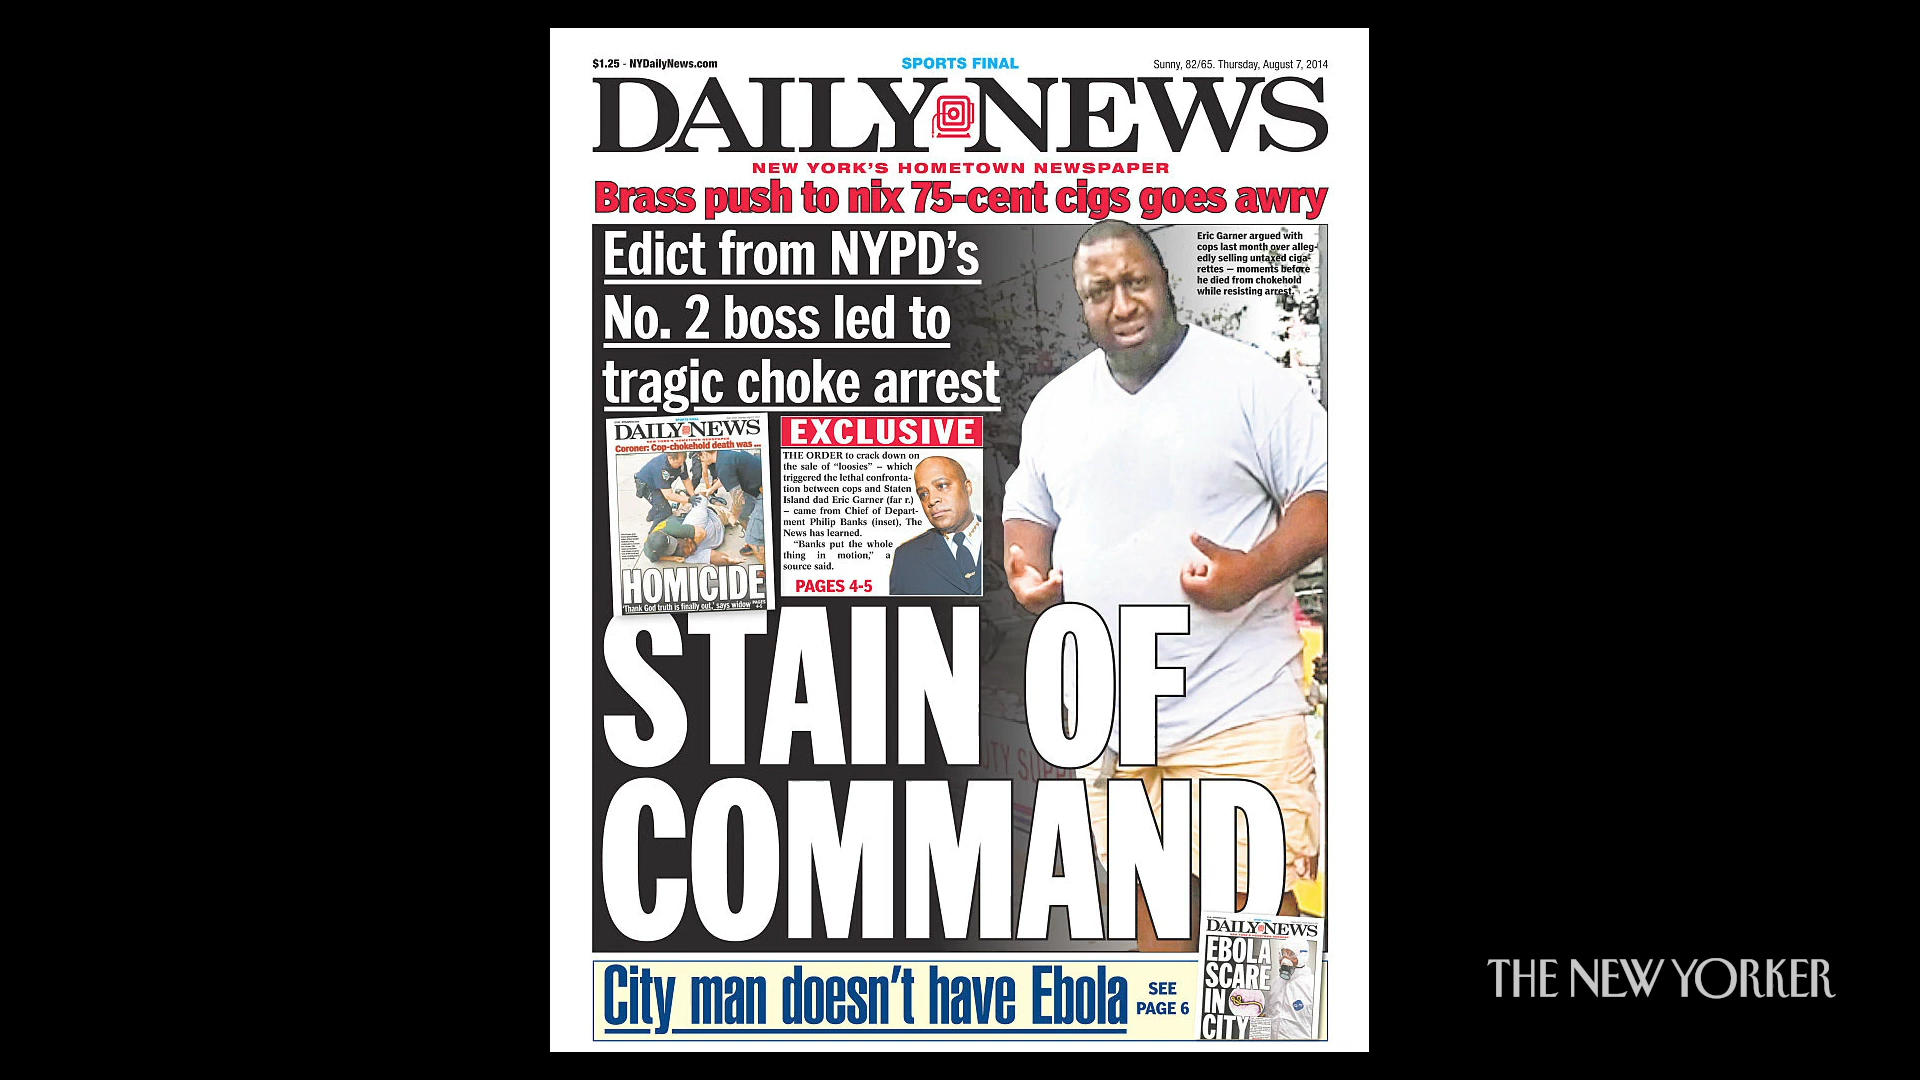 $1.25 - NYDailyNews.com
SPORTS FINAL
Sunny, 82/65. Thursday, August 7, 2014
DAILY NEWS
NEW YORK'S HOMETOWN NEWSPAPER
Brass push to nix 75-cent cigs goes awry
Edict from NYPD's
No. 2 boss led to
tragic choke arrest
Eric Garner argued with
cops last month over alleg-
edly selling untaxed ciga-
rettes – moments before
he died from chokehold
while resisting arrest.
DAILY NEWS
Coroner: Cop-chokehold death was ...
HOMICIDE
'Thank God truth is finally out,' says widow
PAGES
4-5
EXCLUSIVE
THE ORDER to crack down on
the sale of “loosies” – which
triggered the lethal confronta-
tion between cops and Staten
Island dad Eric Garner (far r.)
– came from Chief of Depart-
ment Philip Banks (inset), The
News has learned.
“Banks put the whole
thing in motion,” a
source said.
PAGES 4-5
STAIN OF
COMMAND
UTY SUPP
City man doesn't have Ebola
SEE
PAGE 6
DAILY NEWS
EBOLA
SCARE
IN
CITY
THE NEW YORKER